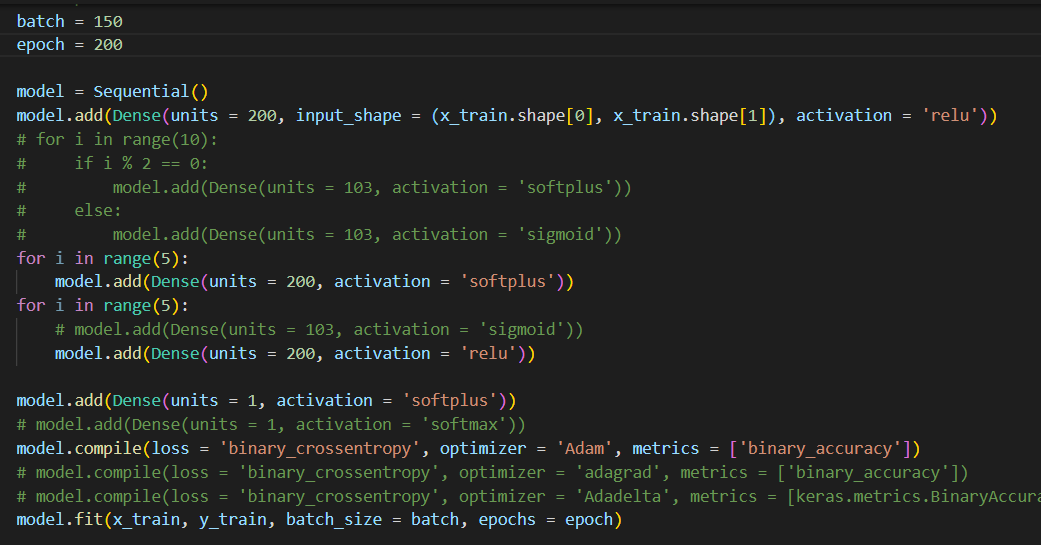 batch = 150
epoch = 200
model = Sequential()
model.add(Dense(units = 200, input_shape = (x_train.shape[0], x_train.shape[1]), activation = 'relu'))
# for i in range(10):
#     if i % 2 == 0:
#         model.add(Dense(units = 103, activation = 'softplus'))
#     else:
#         model.add(Dense(units = 103, activation = 'sigmoid'))
for i in range(5):
    model.add(Dense(units = 200, activation = 'softplus'))
for i in range(5):
    # model.add(Dense(units = 103, activation = 'sigmoid'))
    model.add(Dense(units = 200, activation = 'relu'))
model.add(Dense(units = 1, activation = 'softplus'))
# model.add(Dense(units = 1, activation = 'softmax'))
model.compile(loss = 'binary_crossentropy', optimizer = 'Adam', metrics = ['binary_accuracy'])
# model.compile(loss = 'binary_crossentropy', optimizer = 'adagrad', metrics = ['binary_accuracy'])
# model.compile(loss = 'binary_crossentropy', optimizer = 'Adadelta', metrics = [keras.metrics.BinaryAccura
model.fit(x_train, y_train, batch_size = batch, epochs = epoch)